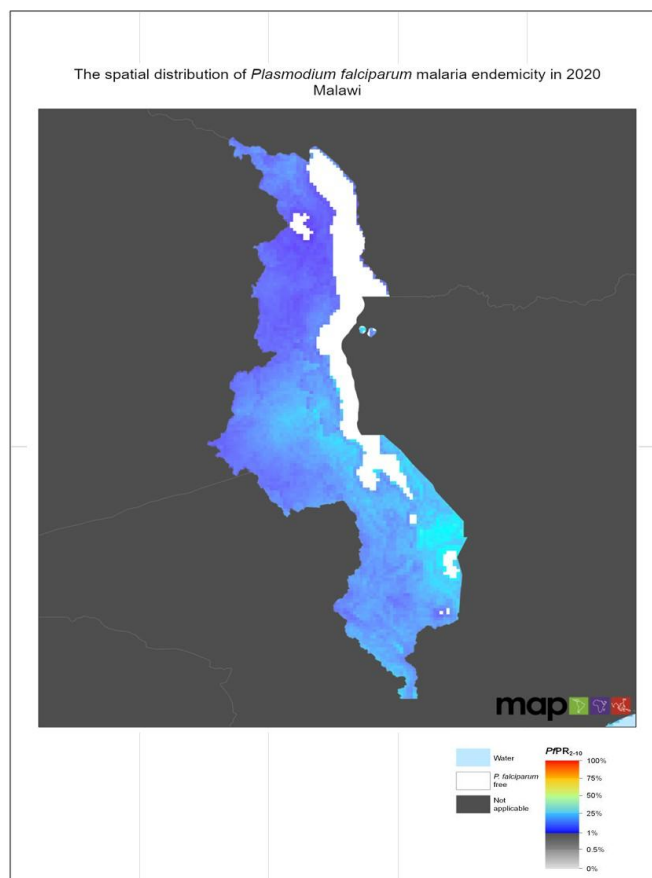 The spatial distribution of Plasmodium falciparum malaria endemicity in 2020
Malawi
map
Water
P. falciparum
free
Not
applicable
PfPR2-10
100%
75%
50%
25%
1%
0.5%
0%